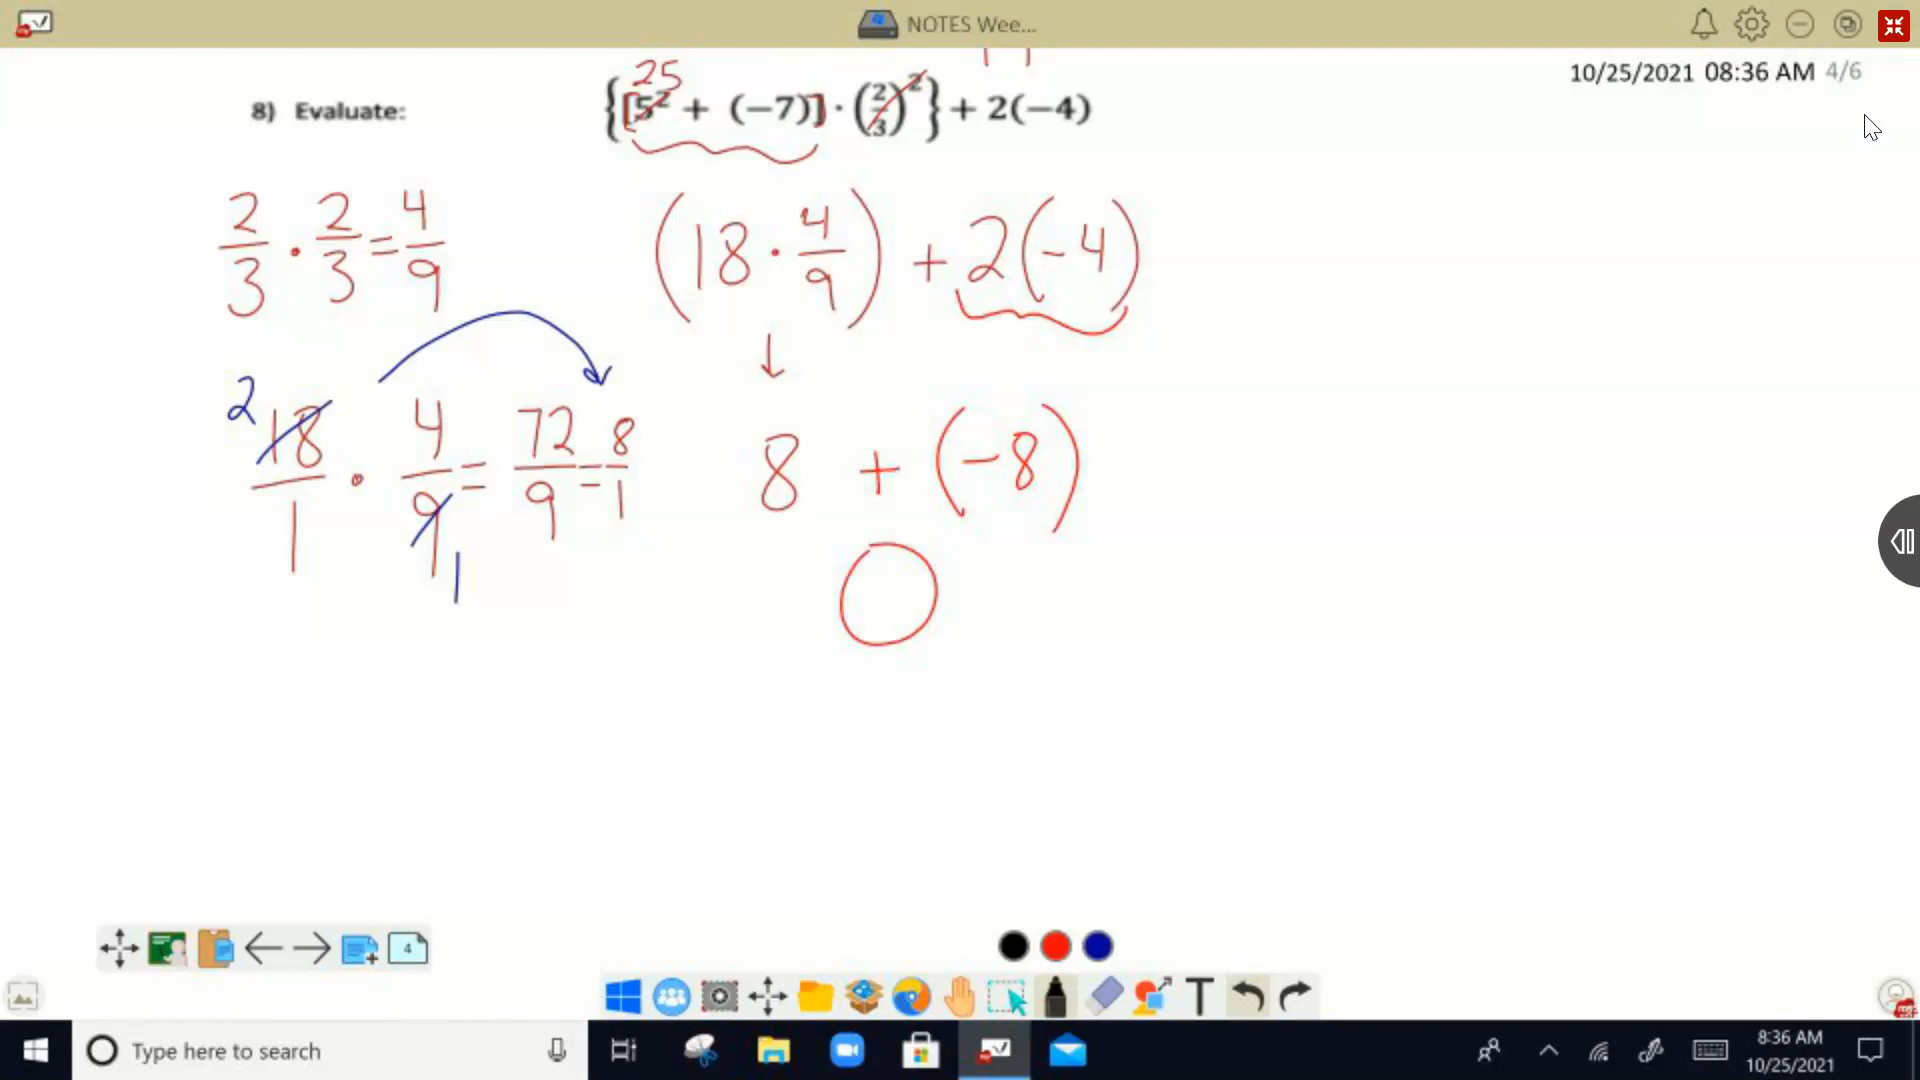 NOTES Wee...
10/25/2021 08:36 AM 4/6
25
8) Evaluate: {[5² + (−7)] · (2/3)²} + 2(−4)
2/3 · 2/3 = 4/9
(18 · 4/9) + 2(-4)
2
18/1 · 4/9 = 72/9 = 8/1
1
8 + (-8)
0
4
T
Type here to search
8:36 AM
10/25/2021